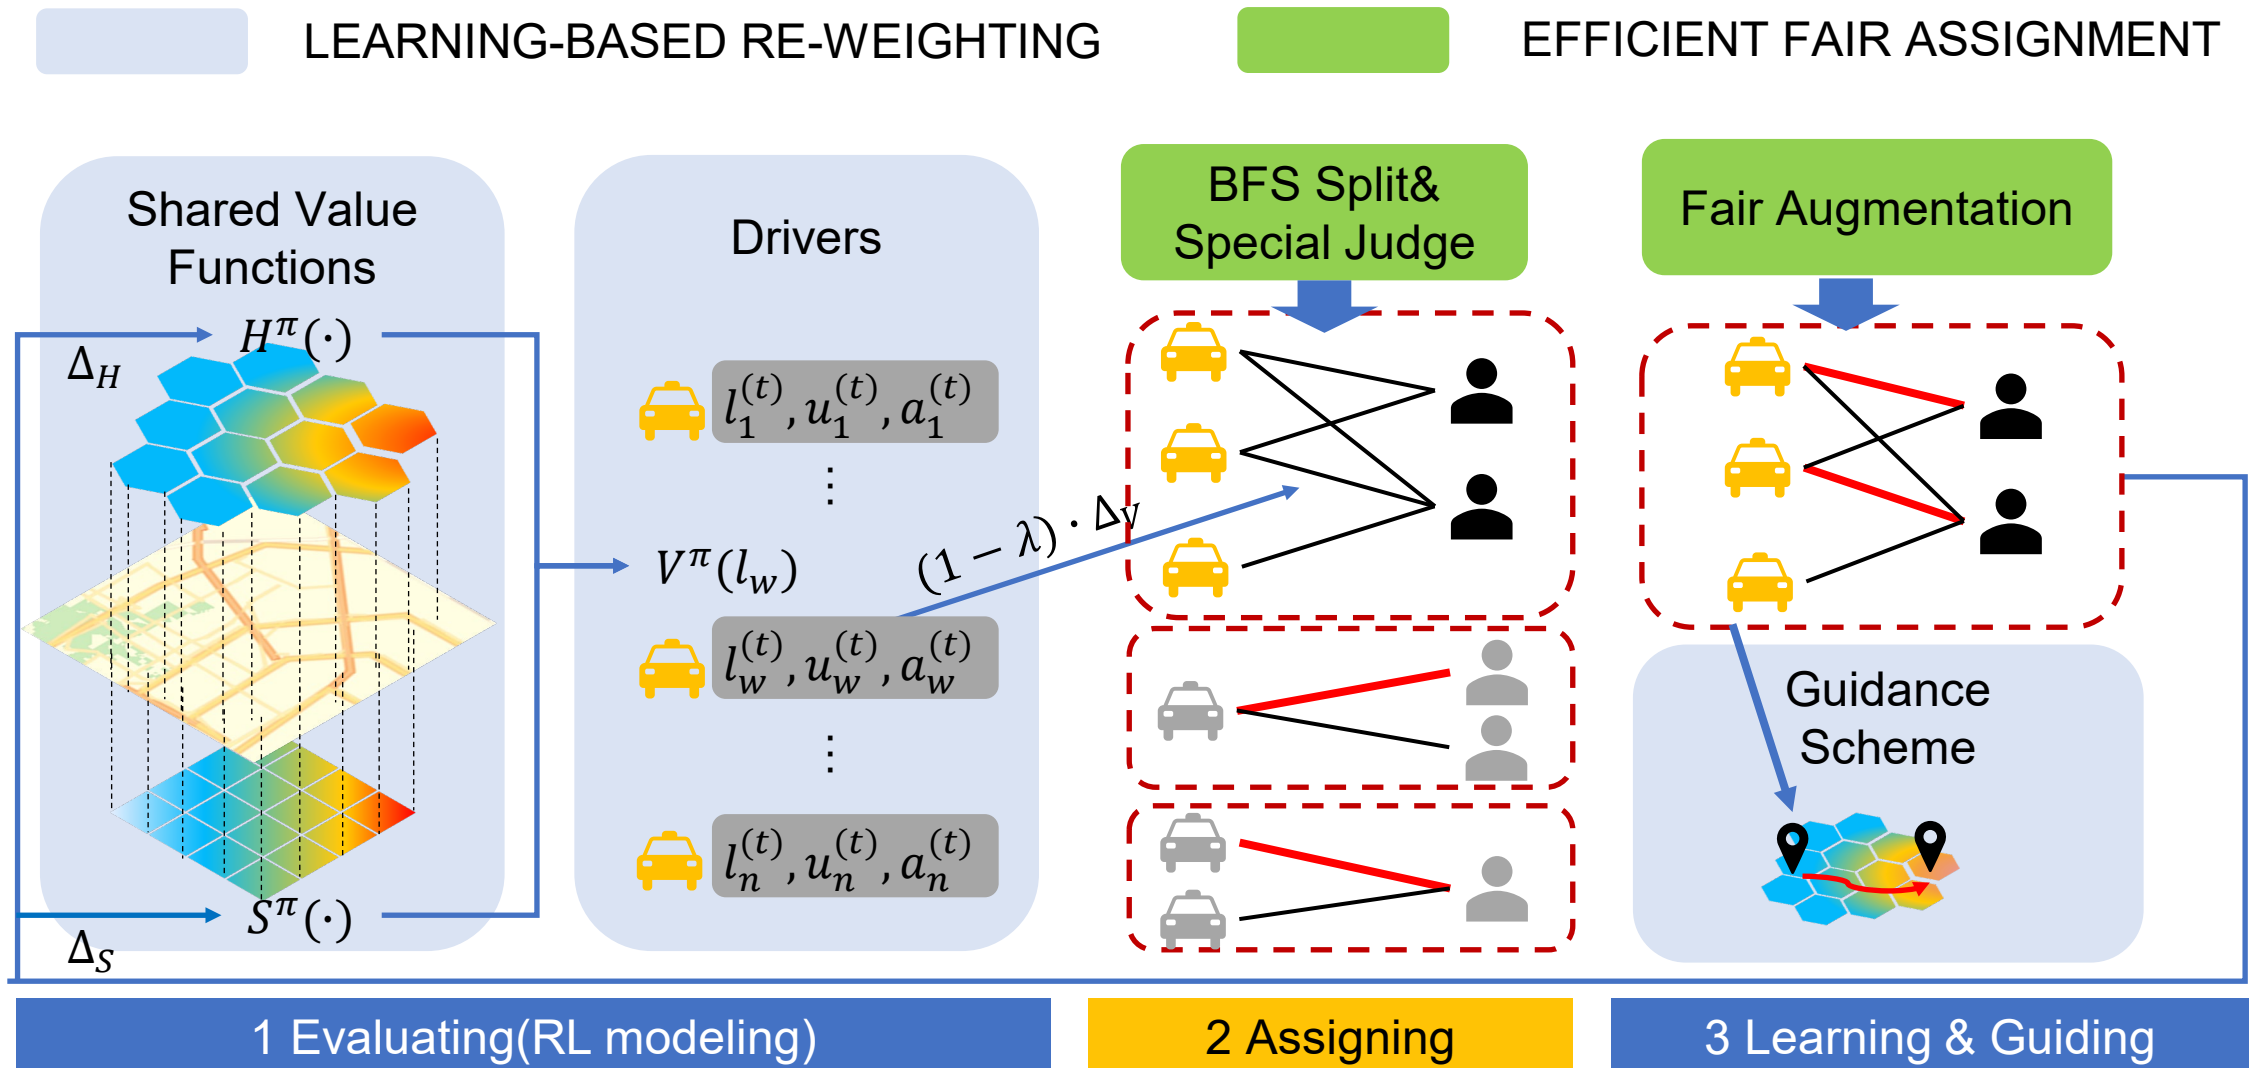 LEARNING-BASED RE-WEIGHTING
EFFICIENT FAIR ASSIGNMENT
Shared Value
Functions
H^π(·)
Δ_H
S^π(·)
Δ_S
Drivers
l_1^(t), u_1^(t), a_1^(t)
⋮
V^π(l_w)
l_w^(t), u_w^(t), a_w^(t)
⋮
l_n^(t), u_n^(t), a_n^(t)
(1 − λ) · Δ_V
BFS Split&
Special Judge
Fair Augmentation
Guidance
Scheme
1 Evaluating(RL modeling)
2 Assigning
3 Learning & Guiding